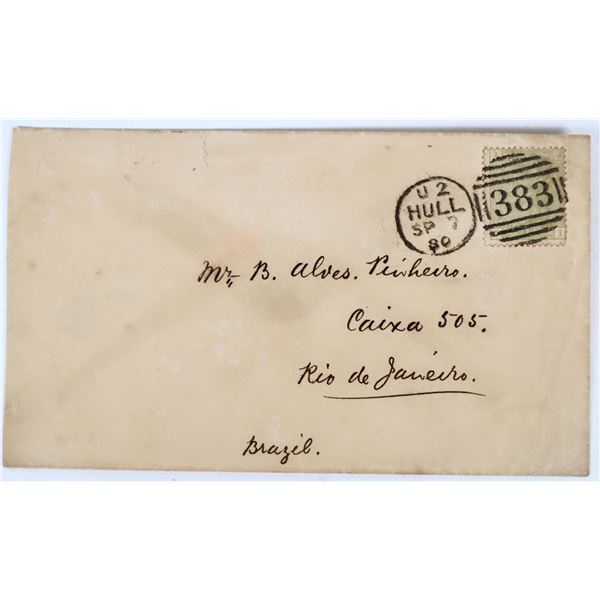 U 2
HULL
SP 7
80
383
Mr. B. Alves. Pinheiro.
Caixa 505.
Rio de Janeiro.
Brazil.